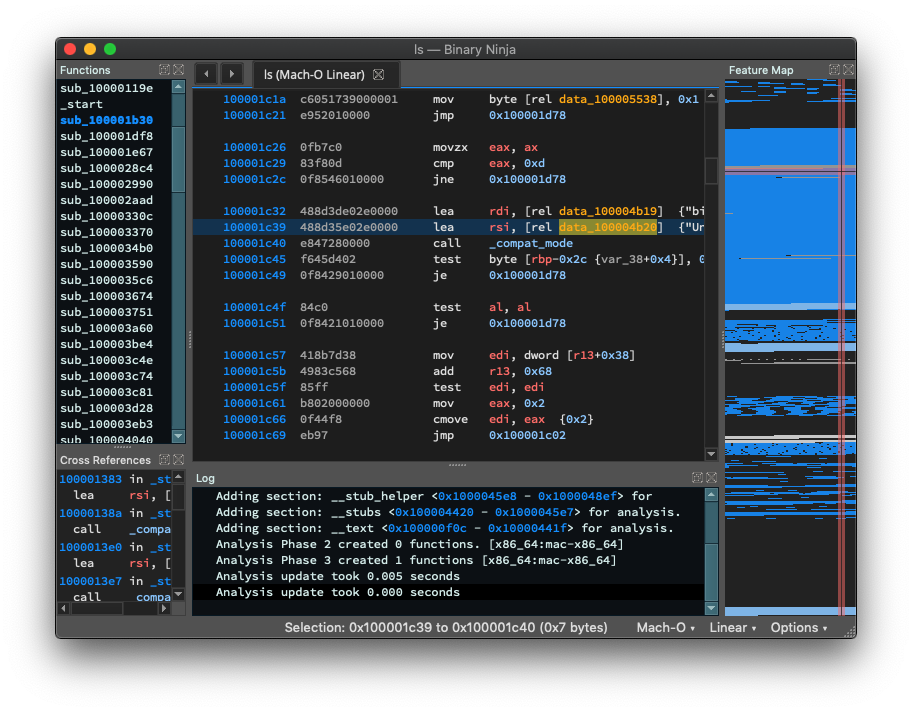 ls — Binary Ninja
Functions
sub_10000119e
_start
sub_100001b30
sub_100001df8
sub_100001e67
sub_1000028c4
sub_100002990
sub_100002aad
sub_10000330c
sub_100003370
sub_1000034b0
sub_100003590
sub_1000035c6
sub_100003674
sub_100003751
sub_100003a60
sub_100003be4
sub_100003c4e
sub_100003c74
sub_100003c81
sub_100003d28
sub_100003eb3
sub_100004040
Cross References
100001383 in _st
lea rsi, [
10000138a in _st
call _compa
1000013e0 in _st
lea rsi, [
1000013e7 in _st
call _compa
ls (Mach-O Linear)
100001c1a c6051739000001 mov byte [rel data_100005538], 0x1
100001c21 e952010000 jmp 0x100001d78
100001c26 0fb7c0 movzx eax, ax
100001c29 83f80d cmp eax, 0xd
100001c2c 0f8546010000 jne 0x100001d78
100001c32 488d3de02e0000 lea rdi, [rel data_100004b19] {"bi
100001c39 488d35e02e0000 lea rsi, [rel data_100004b20] {"Un
100001c40 e847280000 call _compat_mode
100001c45 f645d402 test byte [rbp-0x2c {var_38+0x4}], 0
100001c49 0f8429010000 je 0x100001d78
100001c4f 84c0 test al, al
100001c51 0f8421010000 je 0x100001d78
100001c57 418b7d38 mov edi, dword [r13+0x38]
100001c5b 4983c568 add r13, 0x68
100001c5f 85ff test edi, edi
100001c61 b802000000 mov eax, 0x2
100001c66 0f44f8 cmove edi, eax {0x2}
100001c69 eb97 jmp 0x100001c02
Log
Adding section: __stub_helper <0x1000045e8 - 0x1000048ef> for
Adding section: __stubs <0x100004420 - 0x1000045e7> for analysis.
Adding section: __text <0x100000f0c - 0x10000441f> for analysis.
Analysis Phase 2 created 0 functions. [x86_64:mac-x86_64]
Analysis Phase 3 created 1 functions [x86_64:mac-x86_64]
Analysis update took 0.005 seconds
Analysis update took 0.000 seconds
Feature Map
Selection: 0x100001c39 to 0x100001c40 (0x7 bytes) Mach-O Linear Options